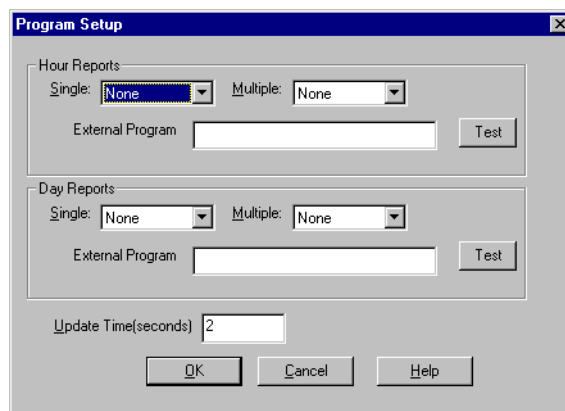 Program Setup
Hour Reports
Single: None Multiple: None
External Program Test
Day Reports
Single: None Multiple: None
External Program Test
Update Time(seconds) 2
OK Cancel Help